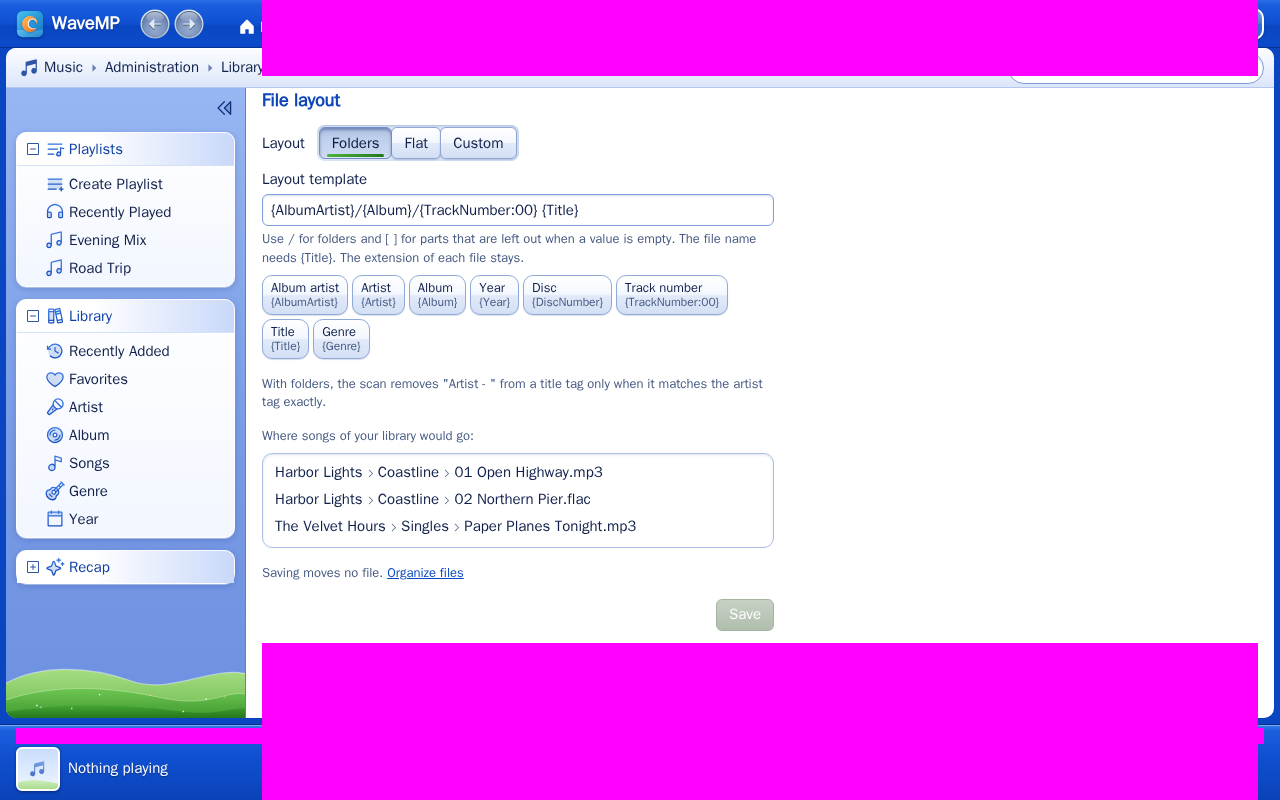 WaveMP
Music Administration Library
File layout
Layout Folders Flat Custom
Layout template
{AlbumArtist}/{Album}/{TrackNumber:00} {Title}
Use / for folders and [ ] for parts that are left out when a value is empty. The file name
needs {Title}. The extension of each file stays.
Album artist Artist Album Year Disc Track number
{AlbumArtist} {Artist} {Album} {Year} {DiscNumber} {TrackNumber:00}
Title Genre
{Title} {Genre}
With folders, the scan removes "Artist - " from a title tag only when it matches the artist
tag exactly.
Where songs of your library would go:
Harbor Lights › Coastline › 01 Open Highway.mp3
Harbor Lights › Coastline › 02 Northern Pier.flac
The Velvet Hours › Singles › Paper Planes Tonight.mp3
Saving moves no file. Organize files
Save
Playlists
Create Playlist
Recently Played
Evening Mix
Road Trip
Library
Recently Added
Favorites
Artist
Album
Songs
Genre
Year
Recap
Nothing playing